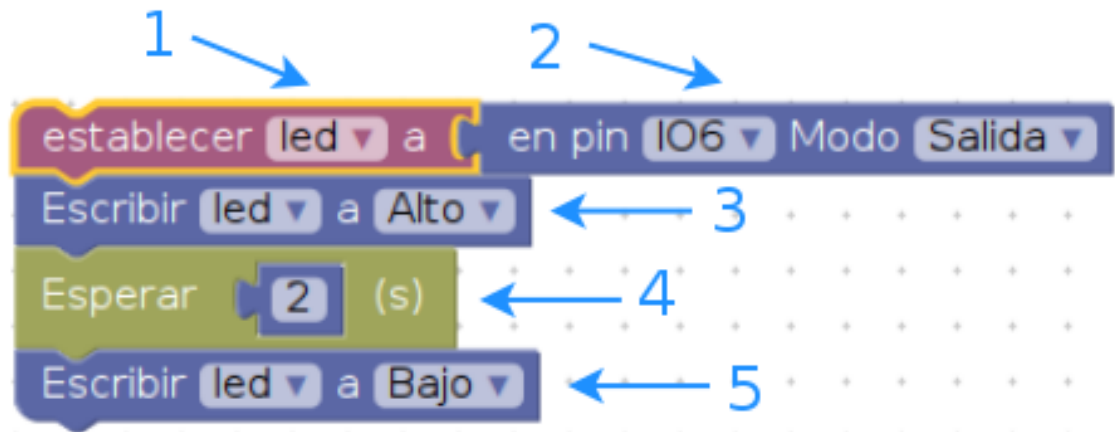 1
2
establecer led a en pin IO6 Modo Salida
Escribir led a Alto 3
Esperar 2 (s) 4
Escribir led a Bajo 5